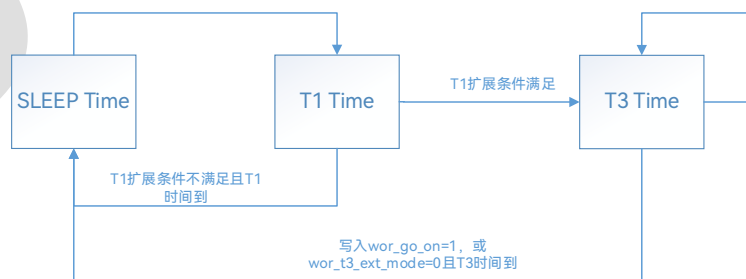 SLEEP Time
T1 Time
T1扩展条件满足
T3 Time
T1扩展条件不满足且T1
时间到
写入wor_go_on=1，或
wor_t3_ext_mode=0且T3时间到